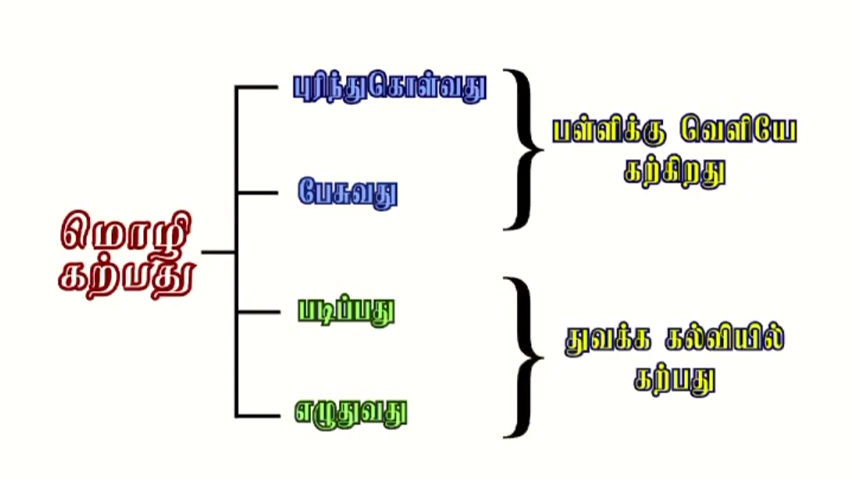 மொழி
கற்பது
புரிந்துகொள்வது
பேசுவது
படிப்பது
எழுதுவது
பள்ளிக்கு வெளியே
கற்கிறது
துவக்க கல்வியில்
கற்பது